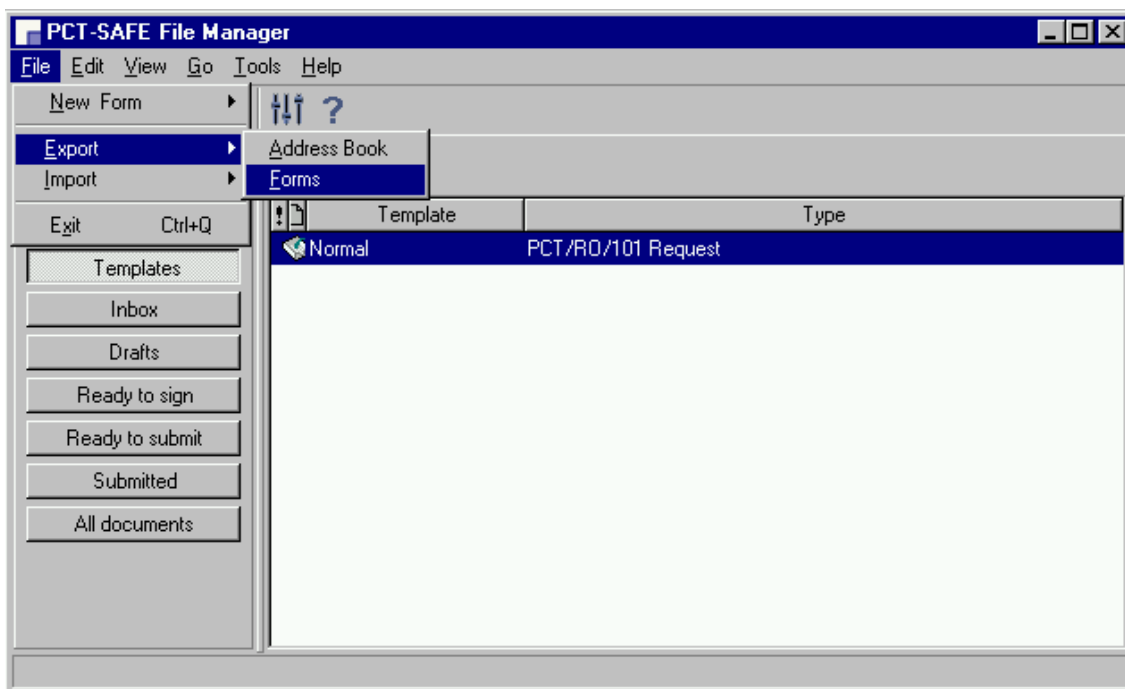 PCT-SAFE File Manager
File Edit View Go Tools Help
New Form
?
Export
Address Book
Import
Forms
Exit Ctrl+Q
! Template Type
Normal PCT/RO/101 Request
Templates
Inbox
Drafts
Ready to sign
Ready to submit
Submitted
All documents